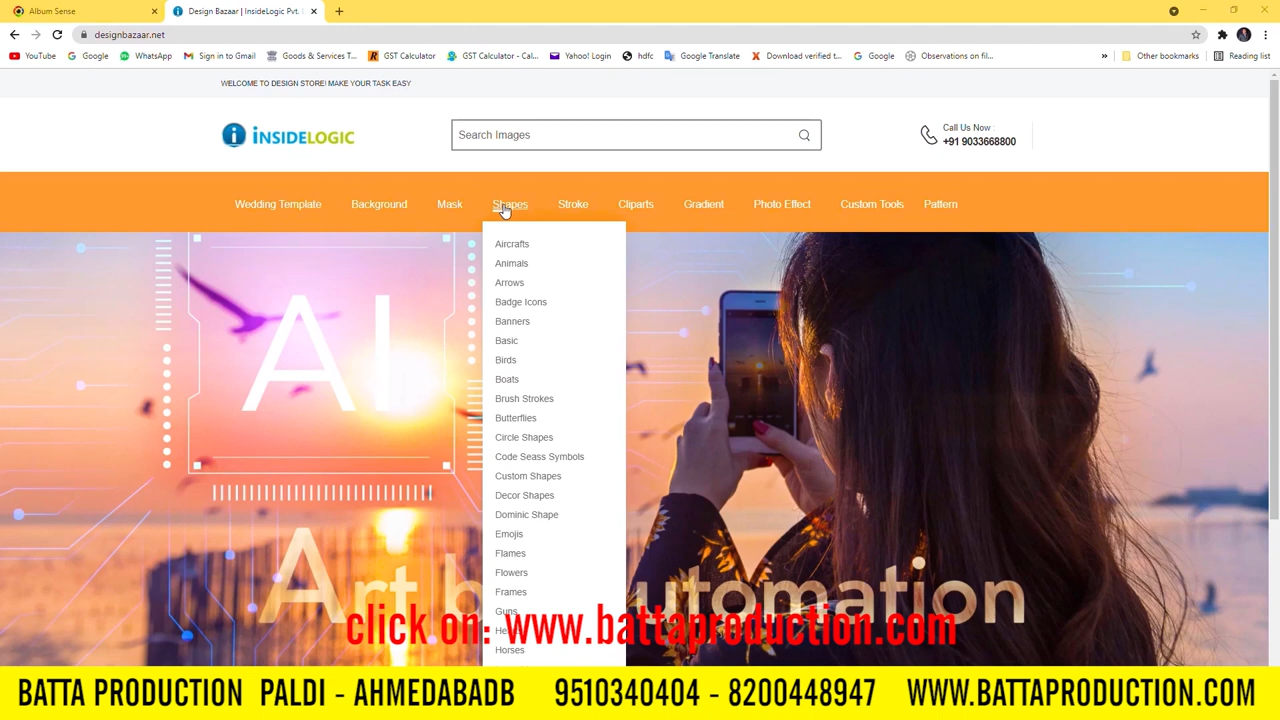 Album Sense
Design Bazaar | InsideLogic Pvt. 
designbazaar.net
YouTube
Google
WhatsApp
Sign in to Gmail
Goods & Services T...
GST Calculator
GST Calculator - Cal...
Yahoo! Login
hdfc
Google Translate
Download verified t...
Google
Observations on fil...
»
Other bookmarks
Reading list
WELCOME TO DESIGN STORE! MAKE YOUR TASK EASY
i INSIDELOGIC
Search Images
Call Us Now :
+91 9033668800
Wedding Template
Background
Mask
Shapes
Stroke
Cliparts
Gradient
Photo Effect
Custom Tools
Pattern
Aircrafts
Animals
Arrows
Badge Icons
Banners
Basic
Birds
Boats
Brush Strokes
Butterflies
Circle Shapes
Code Seass Symbols
Custom Shapes
Decor Shapes
Dominic Shape
Emojis
Flames
Flowers
Frames
Guns
Horses
AI
Art b utomation
click on: www.battaproduction.com
BATTA PRODUCTION PALDI - AHMEDABADB 9510340404 - 8200448947 WWW.BATTAPRODUCTION.COM